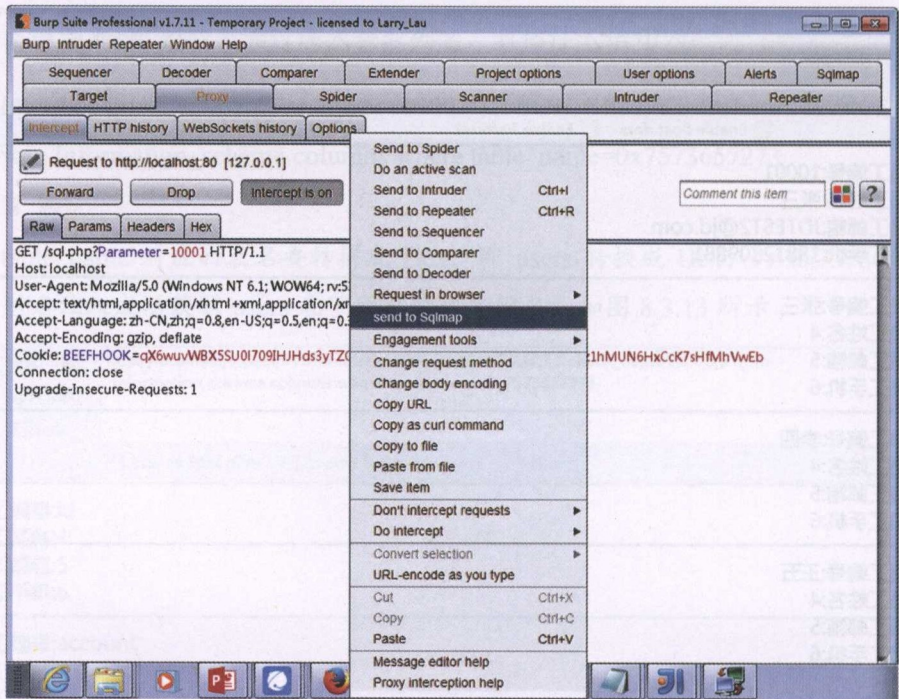 Burp Suite Professional v1.7.11 - Temporary Project - licensed to Larry_Lau
Burp Intruder Repeater Window Help
Sequencer Decoder Comparer Extender Project options User options Alerts Sqlmap
Target Proxy Spider Scanner Intruder Repeater
Intercept HTTP history WebSockets history Options
Request to http://localhost:80 [127.0.0.1]
Forward Drop Intercept is on Comment this item
Raw Params Headers Hex
GET /sql.php?Parameter=10001 HTTP/1.1
Host: localhost
User-Agent: Mozilla/5.0 (Windows NT 6.1; WOW64; rv:5
Accept: text/html,application/xhtml+xml,application/xr
Accept-Language: zh-CN,zh;q=0.8,en-US;q=0.5,en;q=0.3
Accept-Encoding: gzip, deflate
Cookie: BEEFHOOK=
Connection: close
Upgrade-Insecure-Requests: 1
Send to Spider
Do an active scan
Send to Intruder Ctrl+I
Send to Repeater Ctrl+R
Send to Sequencer
Send to Comparer
Send to Decoder
Request in browser
send to Sqlmap
Engagement tools
Change request method
Change body encoding
Copy URL
Copy as curl command
Copy to file
Paste from file
Save item
Don't intercept requests
Do intercept
Convert selection
URL-encode as you type
Cut Ctrl+X
Copy Ctrl+C
Paste Ctrl+V
Message editor help
Proxy interception help